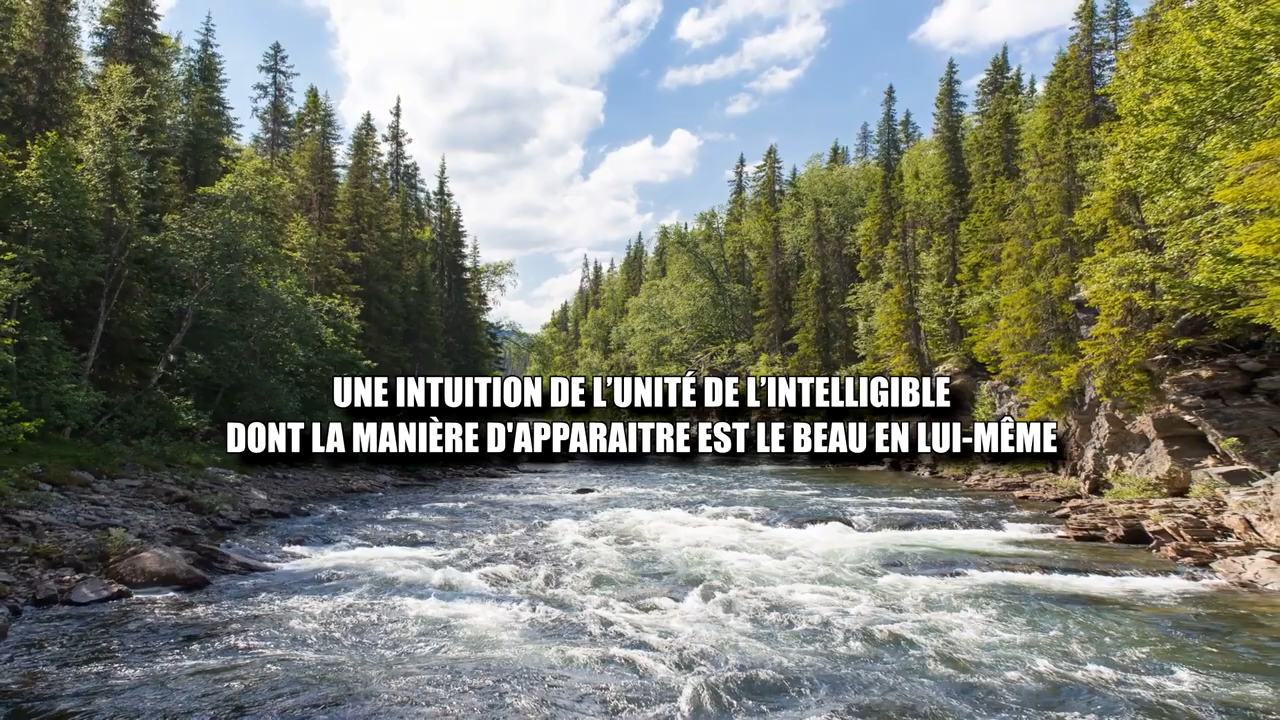 UNE INTUITION DE L’UNITÉ DE L’INTELLIGIBLE
DONT LA MANIÈRE D'APPARAITRE EST LE BEAU EN LUI-MÊME